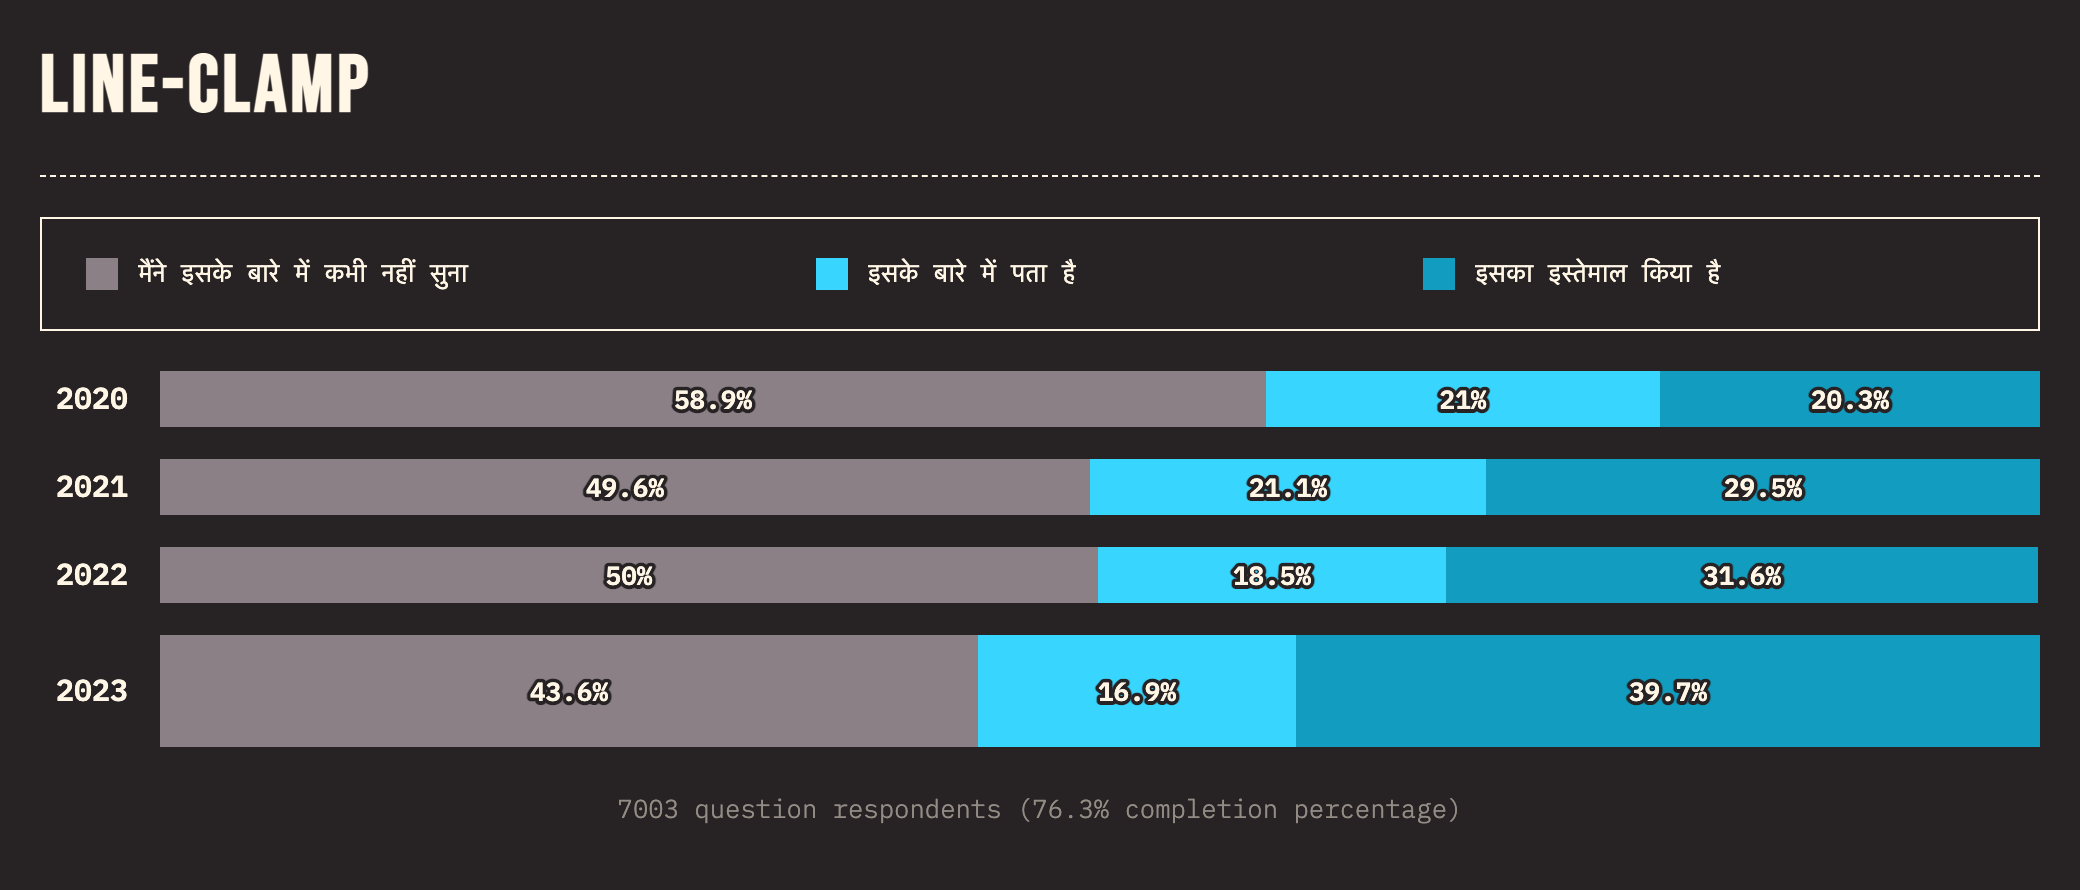 LINE-CLAMP
मैंने इसके बारे में कभी नहीं सुना इसके बारे में पता है इसका इस्तेमाल किया है
2020 58.9% 21% 20.3%
2021 49.6% 21.1% 29.5%
2022 50% 18.5% 31.6%
2023 43.6% 16.9% 39.7%
7003 question respondents (76.3% completion percentage)